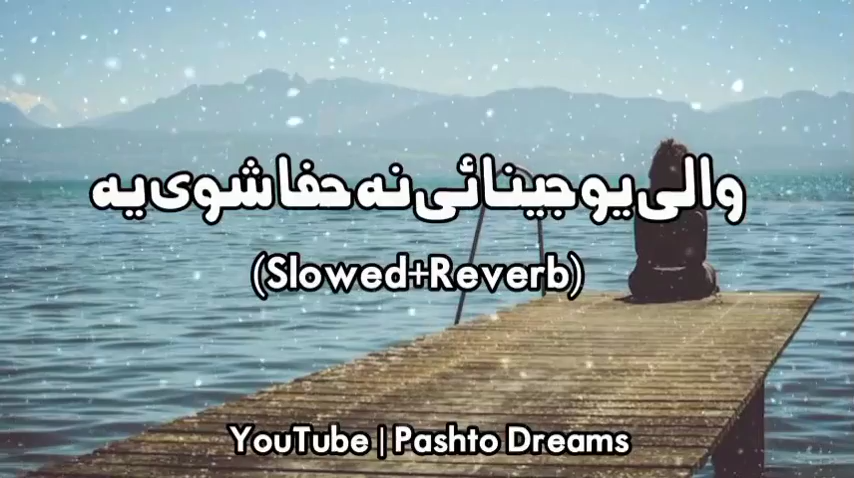 والی یو جینائی نه حفا شوی یه
(Slowed+Reverb)
YouTube | Pashto Dreams